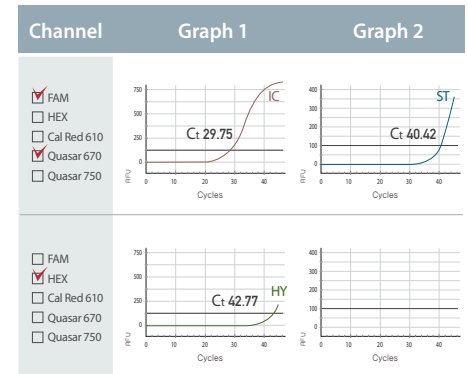 Channel Graph 1 Graph 2
FAM
HEX
Cal Red 610
Quasar 670
Quasar 750
750
500
250
0
RFU
0 10 20 30 40
Cycles
IC
Ct 29.75
400
300
200
100
0
RFU
0 10 20 30 40
Cycles
ST
Ct 40.42
FAM
HEX
Cal Red 610
Quasar 670
Quasar 750
750
500
250
0
RFU
0 10 20 30 40
Cycles
HY
Ct 42.77
400
300
200
100
0
RFU
0 10 20 30 40
Cycles